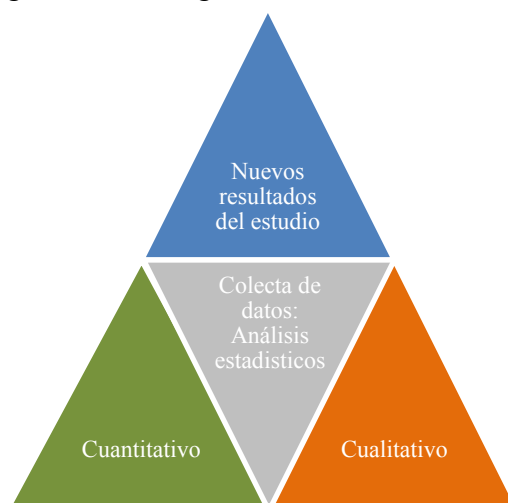 Nuevos
resultados
del estudio
Colecta de
datos:
Análisis
estadisticos
Cuantitativo
Cualitativo